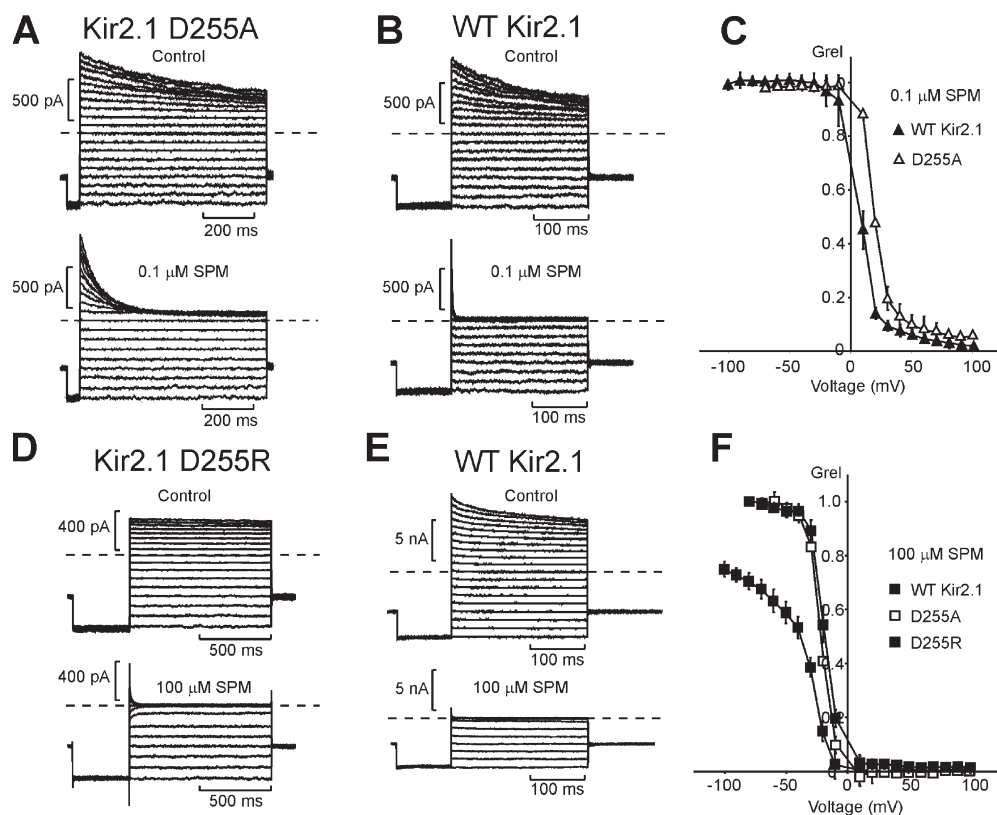 A
Kir2.1 D255A
Control
500 pA
200 ms
0.1 μM SPM
500 pA
200 ms
B
WT Kir2.1
Control
500 pA
100 ms
0.1 μM SPM
500 pA
100 ms
C
Grel
0.1 μM SPM
WT Kir2.1
D255A
0.8
0.6
0.4
0.2
0
-100
-50
0
50
100
Voltage (mV)
D
Kir2.1 D255R
Control
400 pA
500 ms
400 pA
100 μM SPM
500 ms
E
WT Kir2.1
Control
5 nA
100 ms
5 nA
100 μM SPM
100 ms
F
Grel
1.0
0.8
0.6
0.4
0.2
100 μM SPM
WT Kir2.1
D255A
D255R
-100
-50
0
50
100
Voltage (mV)